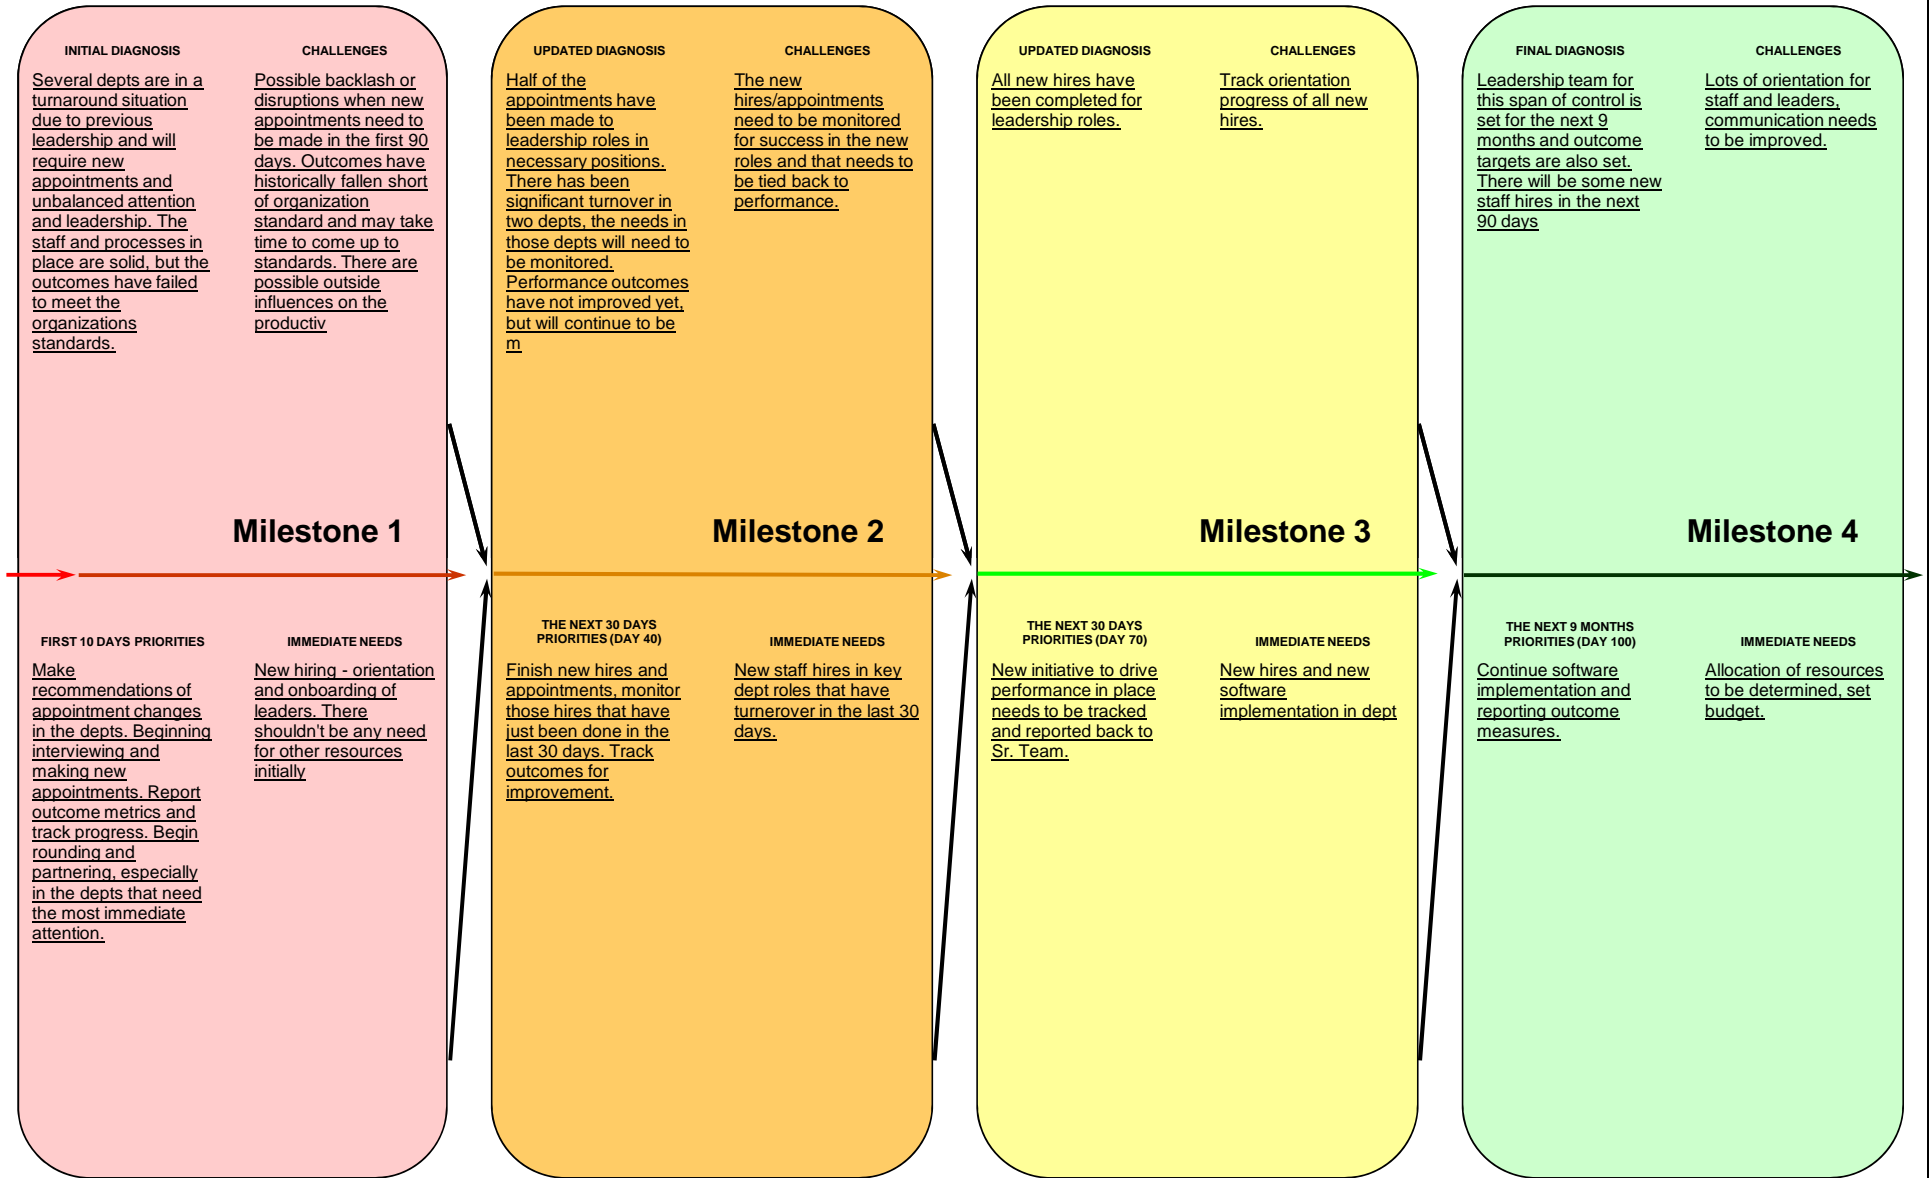 INITIAL DIAGNOSIS
Several depts are in a
turnaround situation
due to previous
leadership and will
require new
appointments and
unbalanced attention
and leadership. The
staff and processes in
place are solid, but the
outcomes have failed
to meet the
organizations
standards.
CHALLENGES
Possible backlash or
disruptions when new
appointments need to
be made in the first 90
days. Outcomes have
historically fallen short
of organization
standard and may take
time to come up to
standards. There are
possible outside
influences on the
productiv
Milestone 1
FIRST 10 DAYS PRIORITIES
Make
recommendations of
appointment changes
in the depts. Beginning
interviewing and
making new
appointments. Report
outcome metrics and
track progress. Begin
rounding and
partnering, especially
in the depts that need
the most immediate
attention.
IMMEDIATE NEEDS
New hiring - orientation
and onboarding of
leaders. There
shouldn't be any need
for other resources
initially
UPDATED DIAGNOSIS
Half of the
appointments have
been made to
leadership roles in
necessary positions.
There has been
significant turnover in
two depts, the needs in
those depts will need to
be monitored.
Performance outcomes
have not improved yet,
but will continue to be
m
CHALLENGES
The new
hires/appointments
need to be monitored
for success in the new
roles and that needs to
be tied back to
performance.
Milestone 2
THE NEXT 30 DAYS
PRIORITIES (DAY 40)
Finish new hires and
appointments, monitor
those hires that have
just been done in the
last 30 days. Track
outcomes for
improvement.
IMMEDIATE NEEDS
New staff hires in key
dept roles that have
turnerover in the last 30
days.
UPDATED DIAGNOSIS
All new hires have
been completed for
leadership roles.
CHALLENGES
Track orientation
progress of all new
hires.
Milestone 3
THE NEXT 30 DAYS
PRIORITIES (DAY 70)
New initiative to drive
performance in place
needs to be tracked
and reported back to
Sr. Team.
IMMEDIATE NEEDS
New hires and new
software
implementation in dept
FINAL DIAGNOSIS
Leadership team for
this span of control is
set for the next 9
months and outcome
targets are also set.
There will be some new
staff hires in the next
90 days
CHALLENGES
Lots of orientation for
staff and leaders,
communication needs
to be improved.
Milestone 4
THE NEXT 9 MONTHS
PRIORITIES (DAY 100)
Continue software
implementation and
reporting outcome
measures.
IMMEDIATE NEEDS
Allocation of resources
to be determined, set
budget.